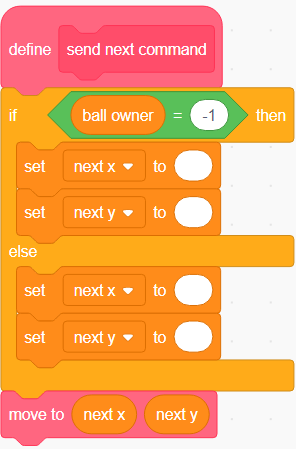 define send next command
if ball owner = -1 then
set next x to
set next y to
else
set next x to
set next y to
move to next x next y